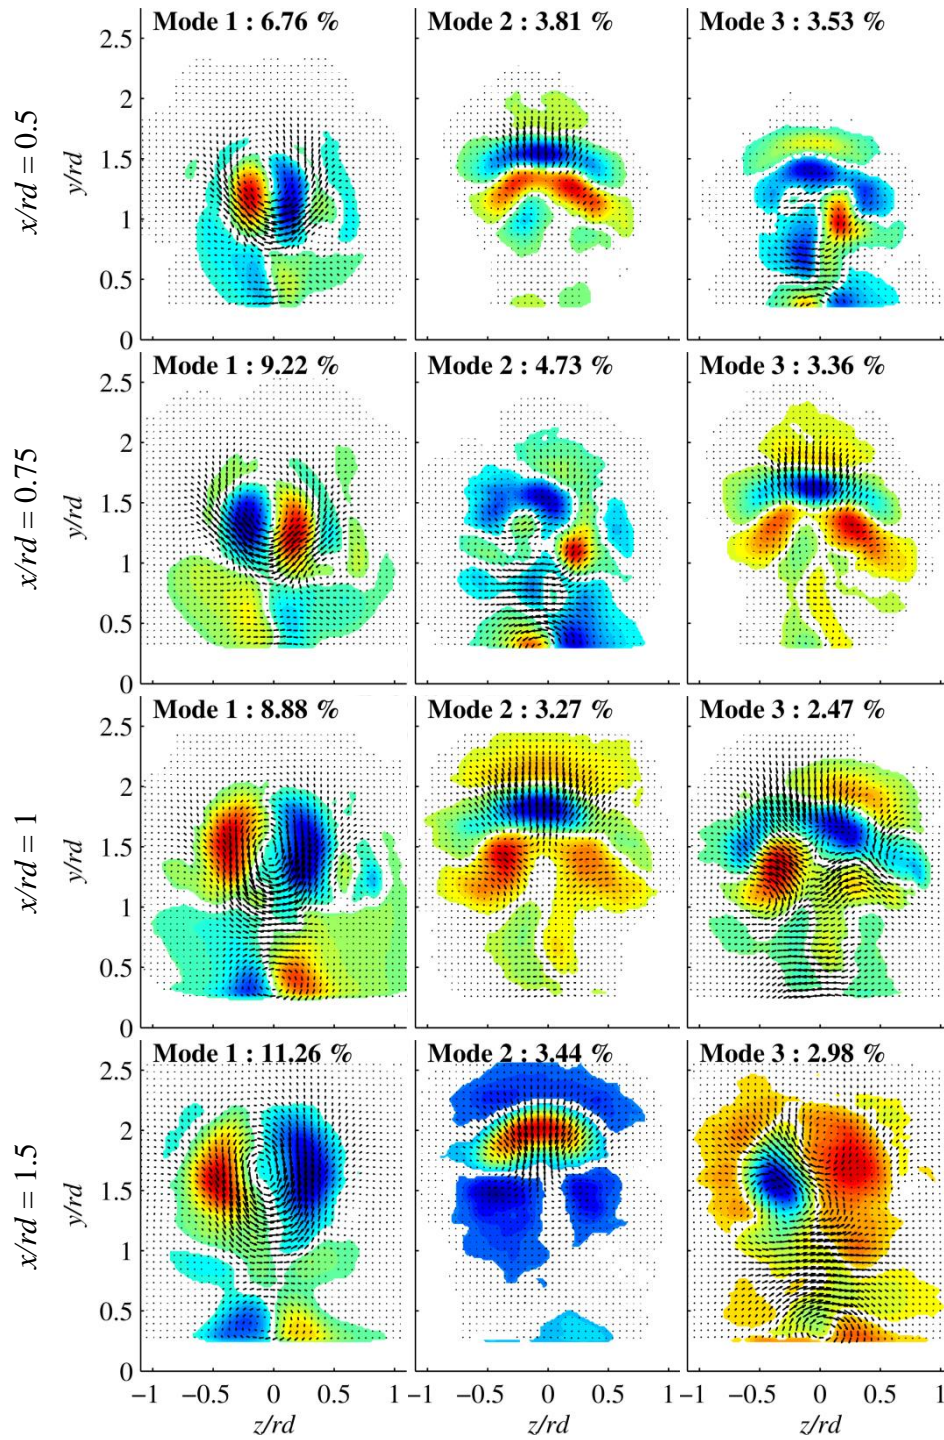 Mode 1 : 6.76 %
Mode 2 : 3.81 %
Mode 3 : 3.53 %
x/rd = 0.5
y/rd
2.5
2
1.5
1
0.5
0
Mode 1 : 9.22 %
Mode 2 : 4.73 %
Mode 3 : 3.36 %
x/rd = 0.75
y/rd
2.5
2
1.5
1
0.5
0
Mode 1 : 8.88 %
Mode 2 : 3.27 %
Mode 3 : 2.47 %
x/rd = 1
y/rd
2.5
2
1.5
1
0.5
0
Mode 1 : 11.26 %
Mode 2 : 3.44 %
Mode 3 : 2.98 %
x/rd = 1.5
y/rd
2.5
2
1.5
1
0.5
0
−1 −0.5 0 0.5 1 −1 −0.5 0 0.5 1 −1 −0.5 0 0.5 1
z/rd z/rd z/rd